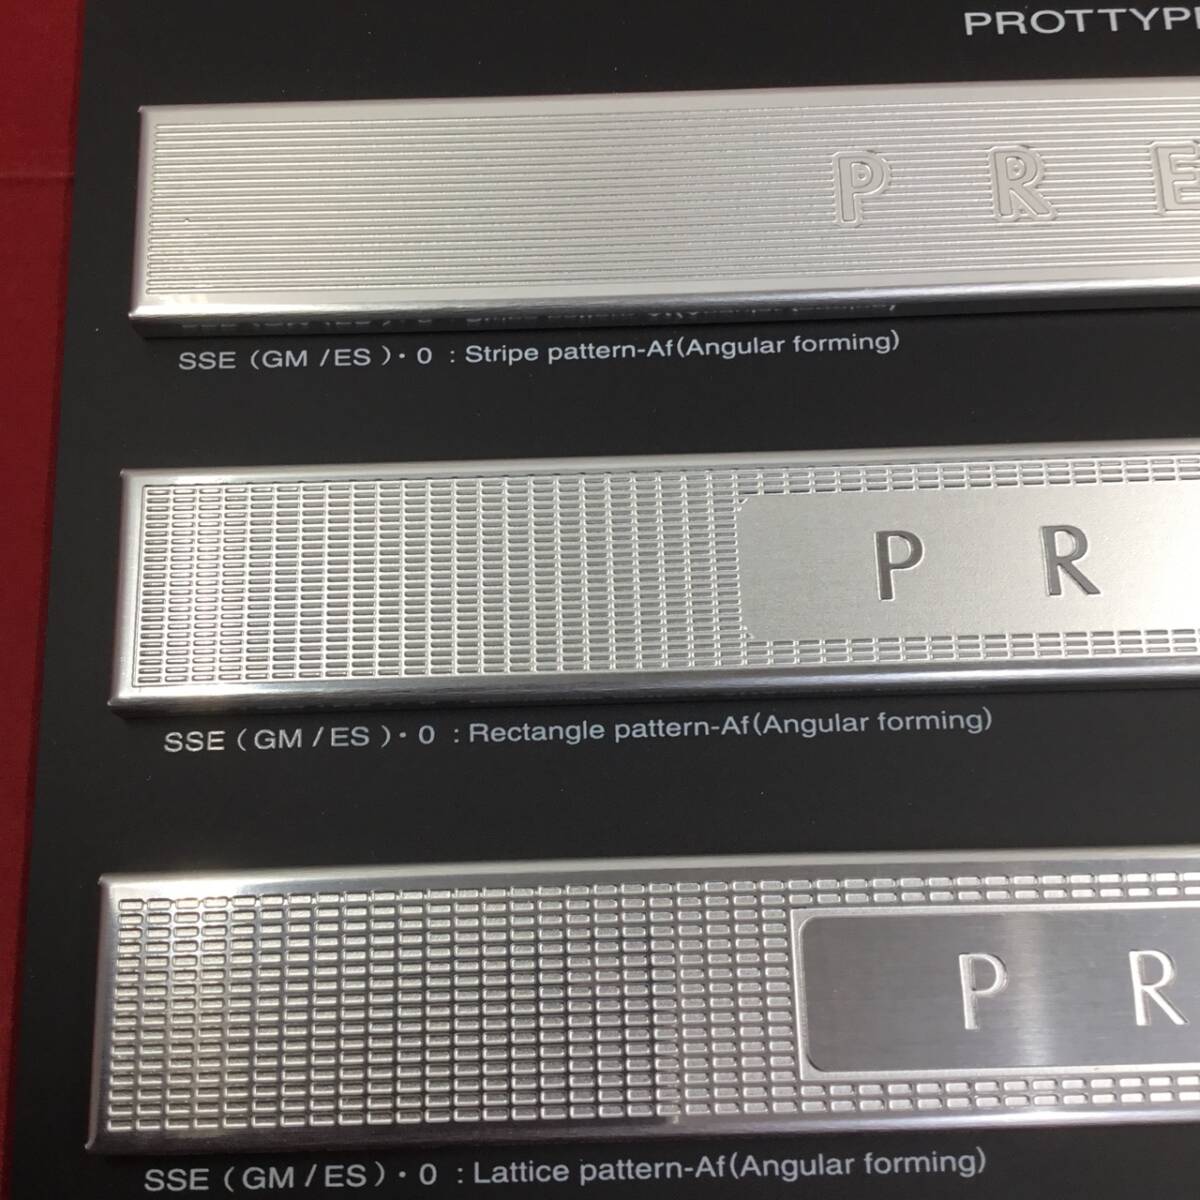 PROTTYP
P R E
SSE (GM /ES )・0 : Stripe pattern-Af(Angular forming)
P R
SSE (GM /ES )・0 : Rectangle pattern-Af(Angular forming)
P R
SSE (GM /ES )・0 : Lattice pattern-Af(Angular forming)